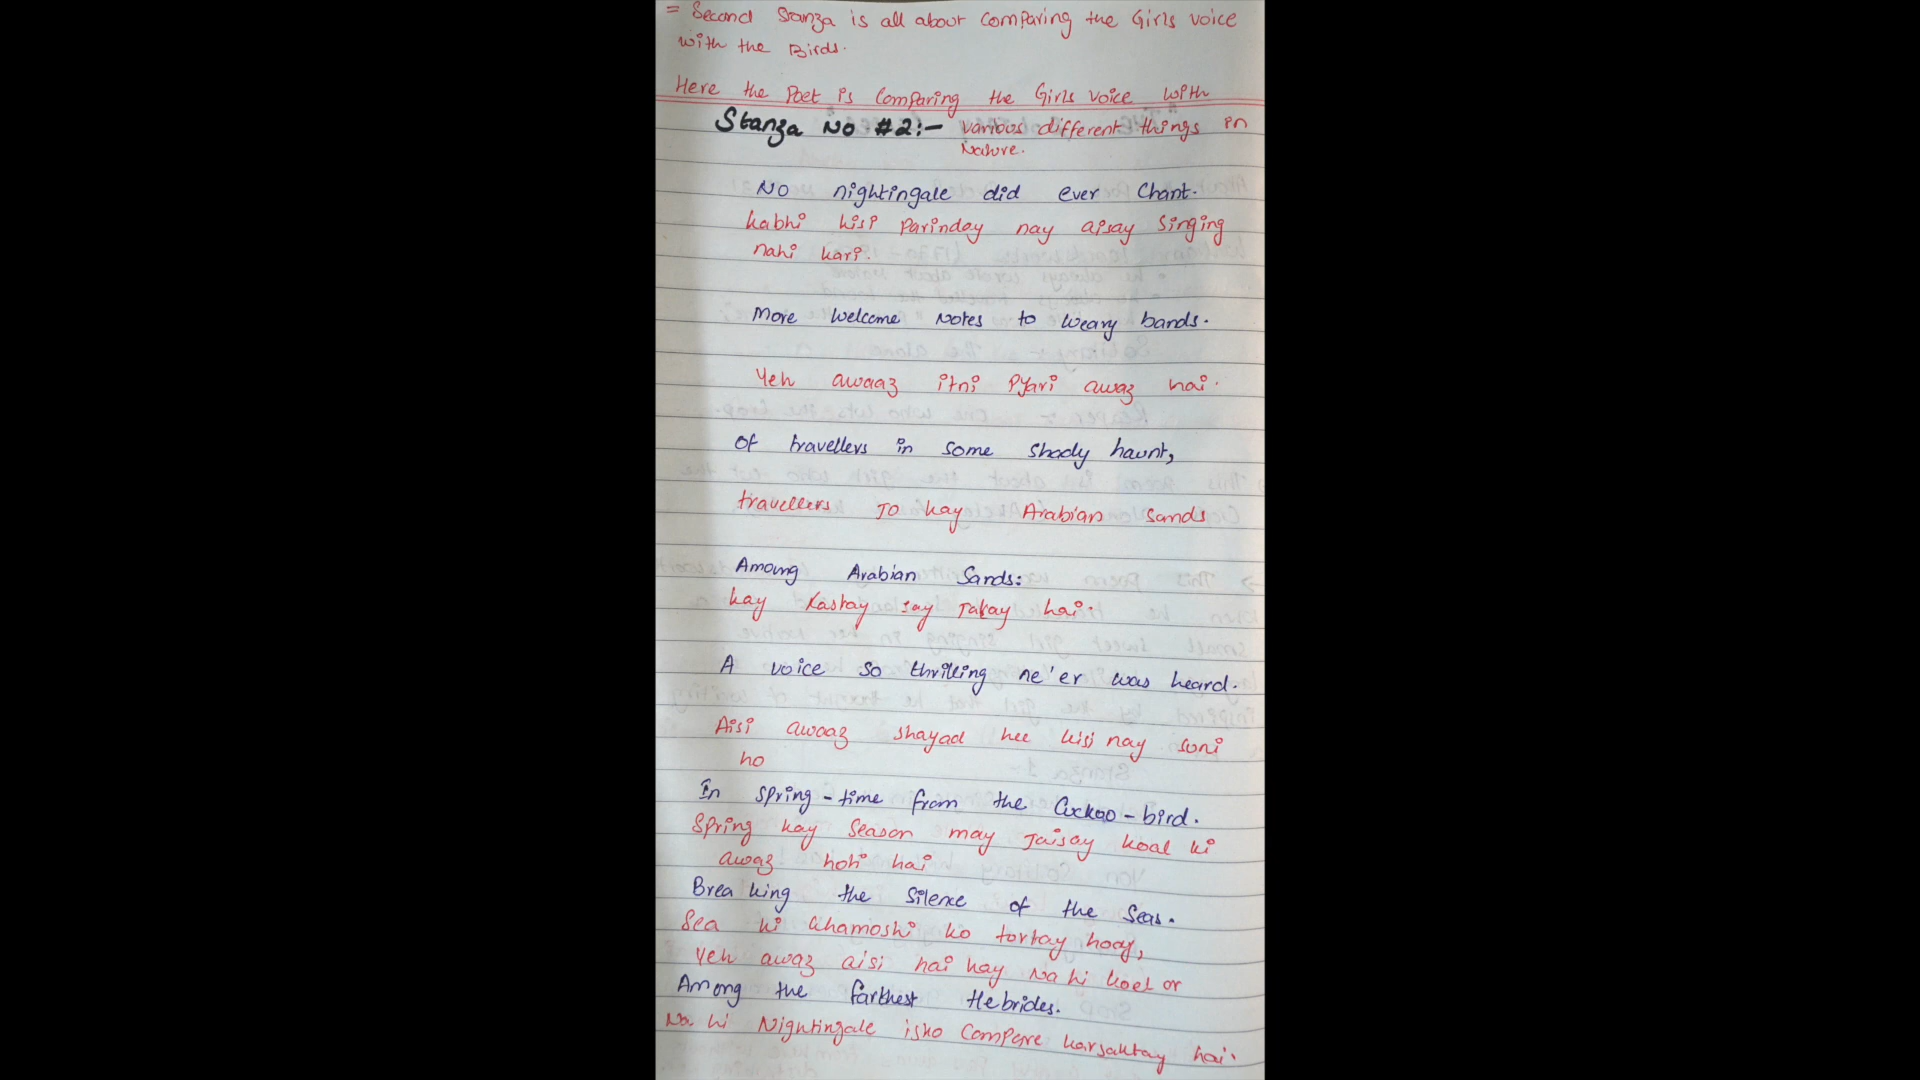 = Second Stanza is all about comparing the Girls voice
with the Birds.
Here the Poet is Comparing the Girls voice with
Stanza No #2:- various different things in
Nature.
No nightingale did ever Chant.
kabhi kisi Parinday nay aisay Singing
nahi kari.
More welcome Notes to Weary bands.
Yeh awaaz itni Pyari awaz hai.
Of travellers in some shady haunt,
travellers Jo kay Arabian Sands
Among Arabian Sands:
kay Rastay say Jatay hai.
A voice so thrilling ne'er was heard.
Aisi awaaz shayad hee kisi nay suni
ho
In spring-time from the Cuckoo-bird.
Spring kay Season may Jaisay koal ki
awaz hoti hai
Breaking the Silence of the Seas.
Sea ki khamoshi ko tortay hoay,
Yeh awaz aisi hai kay Na hi koel or
Among the farthest Hebrides.
Na hi Nightingale isko Compare karsaktay hai.